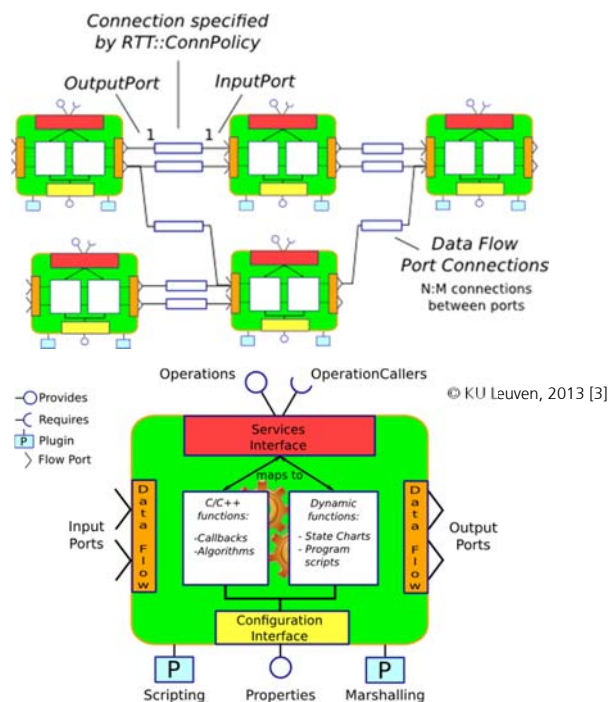 Connection specified
by RTT::ConnPolicy
OutputPort
InputPort
1
1
Data Flow
Port Connections
N:M connections
between ports
Operations
OperationCallers
© KU Leuven, 2013 [3]
Provides
Requires
P Plugin
Flow Port
Services
Interface
maps to
C/C++
functions:
-Callbacks
-Algorithms
Dynamic
functions:
- State Charts
- Program
scripts
Input
Ports
Data Flow
Data Flow
Output
Ports
Configuration
Interface
P
P
Scripting
Properties
Marshalling